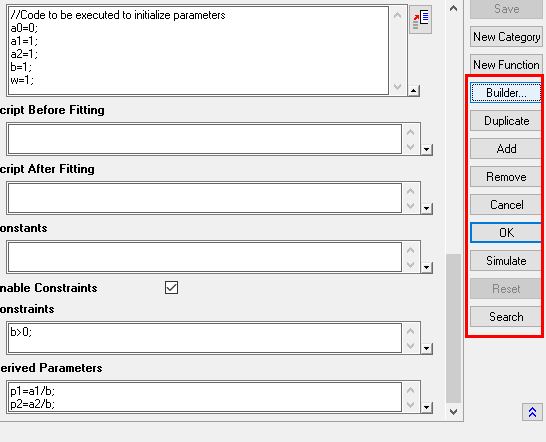 //Code to be executed to initialize parameters
a0=0;
a1=1;
a2=1;
b=1;
w=1;
cript Before Fitting
cript After Fitting
onstants
nable Constraints
onstraints
b>0;
erived Parameters
p1=a1/b;
p2=a2/b;
Save
New Category
New Function
Builder...
Duplicate
Add
Remove
Cancel
OK
Simulate
Reset
Search